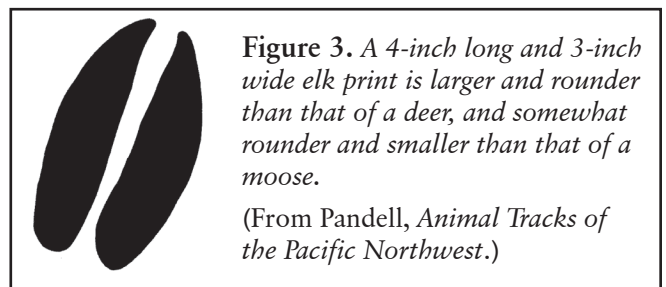 Figure 3. A 4-inch long and 3-inch
wide elk print is larger and rounder
than that of a deer, and somewhat
rounder and smaller than that of a
moose.
(From Pandell, Animal Tracks of
the Pacific Northwest.)